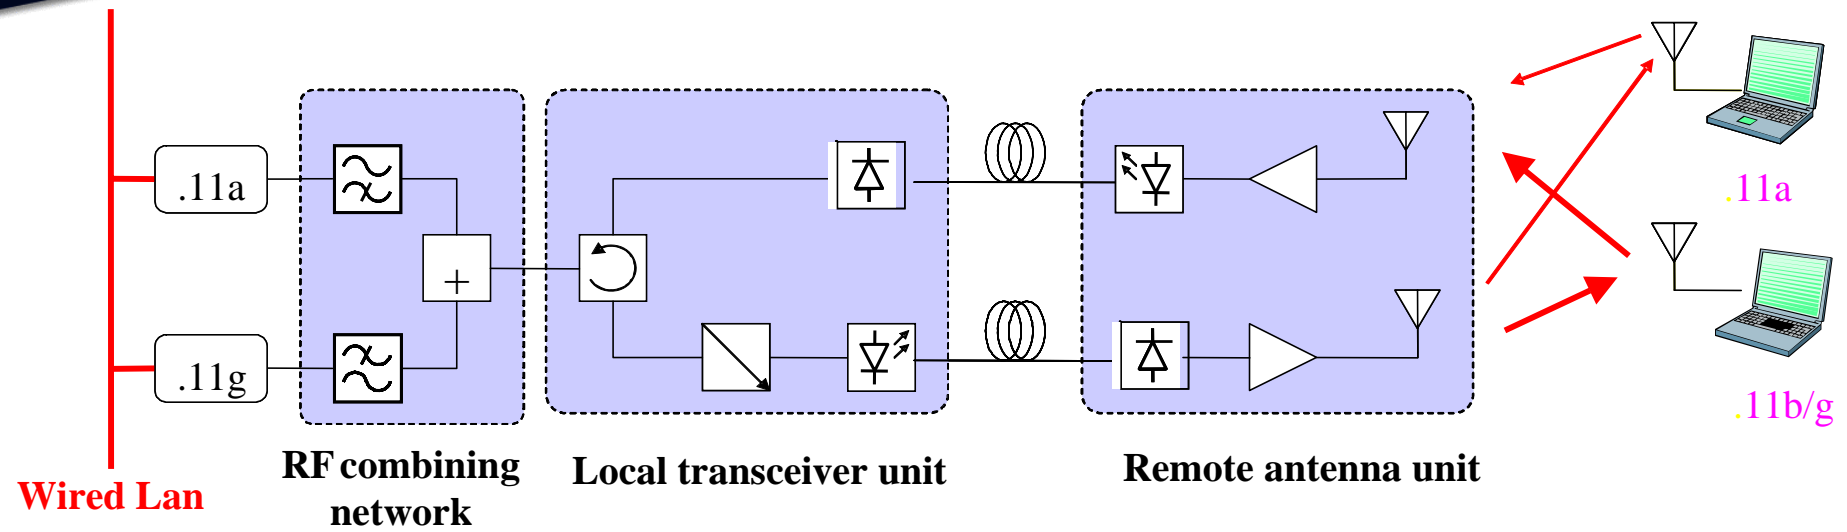 .11a
.11g
+
.11a
.11b/g
Wired Lan
RF combining
network
Local transceiver unit
Remote antenna unit